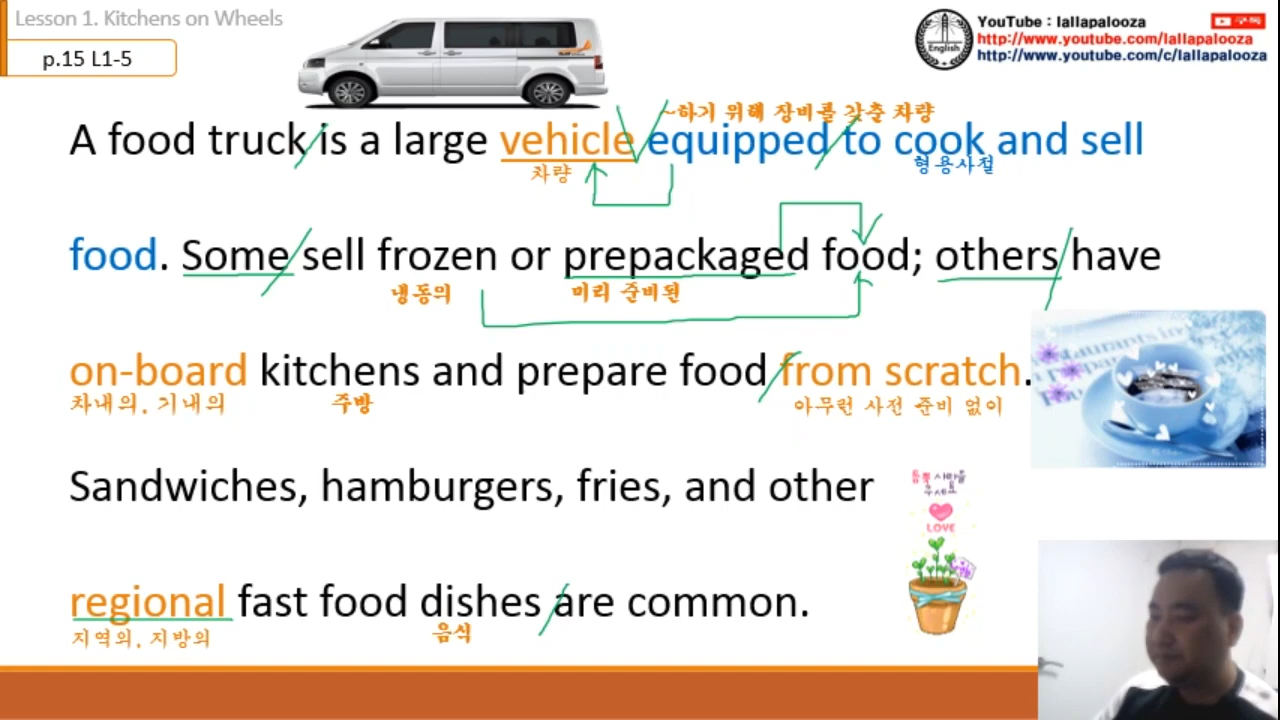 Lesson 1. Kitchens on Wheels
p.15 L1-5
English
YouTube : lallapalooza
구독
http://www.youtube.com/lallapalooza
http://www.youtube.com/c/lallapalooza
~하기 위해 장비를 갖춘 차량
A food truck is a large vehicle equipped to cook and sell
차량
형용사절
food. Some sell frozen or prepackaged food; others have
냉동의
미리 준비된
on-board kitchens and prepare food from scratch.
차내의, 기내의
주방
아무런 사전 준비 없이
Sandwiches, hamburgers, fries, and other
LOVE
regional fast food dishes are common.
지역의, 지방의
음식